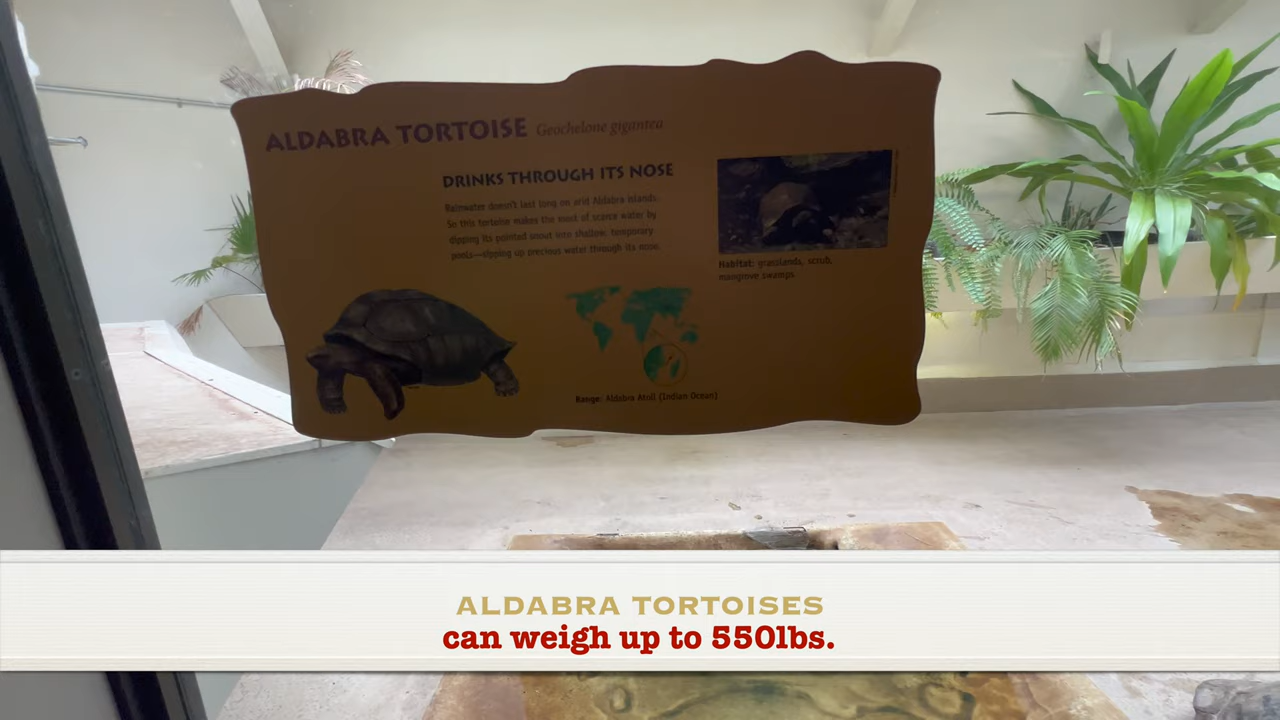 ALDABRA TORTOISE Geochelone gigantea
DRINKS THROUGH ITS NOSE
Rainwater doesn't last long on arid Aldabra islands.
So this tortoise makes the most of scarce water by
dipping its pointed snout into shallow, temporary
pools—sipping up precious water through its nose.
Habitat: grasslands, scrub,
mangrove swamps
Range: Aldabra Atoll (Indian Ocean)
ALDABRA TORTOISES
can weigh up to 550lbs.